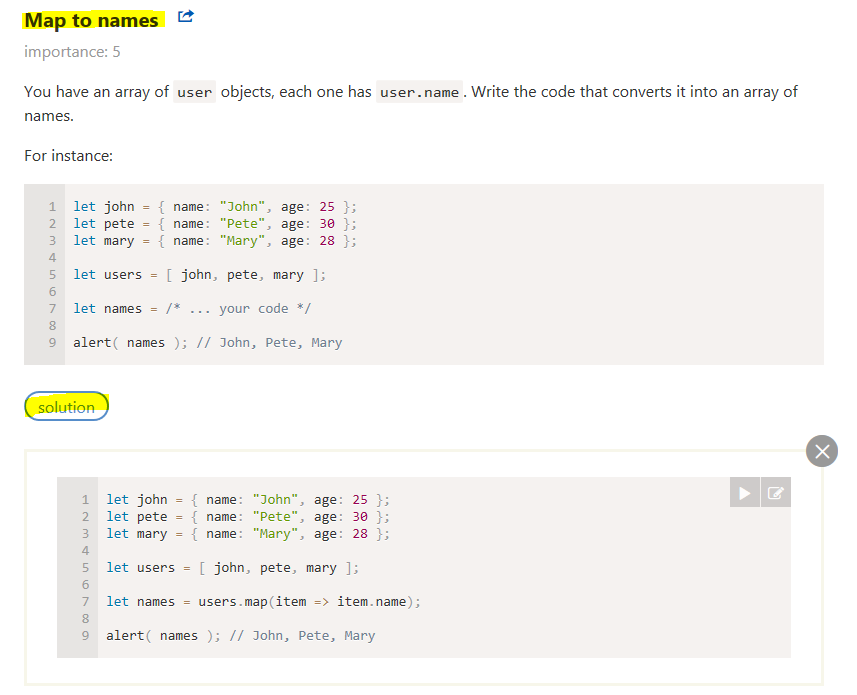 Map to names
importance: 5
You have an array of user objects, each one has user.name. Write the code that converts it into an array of
names.
For instance:
1 let john = { name: "John", age: 25 };
2 let pete = { name: "Pete", age: 30 };
3 let mary = { name: "Mary", age: 28 };
4
5 let users = [ john, pete, mary ];
6
7 let names = /* ... your code */
8
9 alert( names ); // John, Pete, Mary
solution
1 let john = { name: "John", age: 25 };
2 let pete = { name: "Pete", age: 30 };
3 let mary = { name: "Mary", age: 28 };
4
5 let users = [ john, pete, mary ];
6
7 let names = users.map(item => item.name);
8
9 alert( names ); // John, Pete, Mary